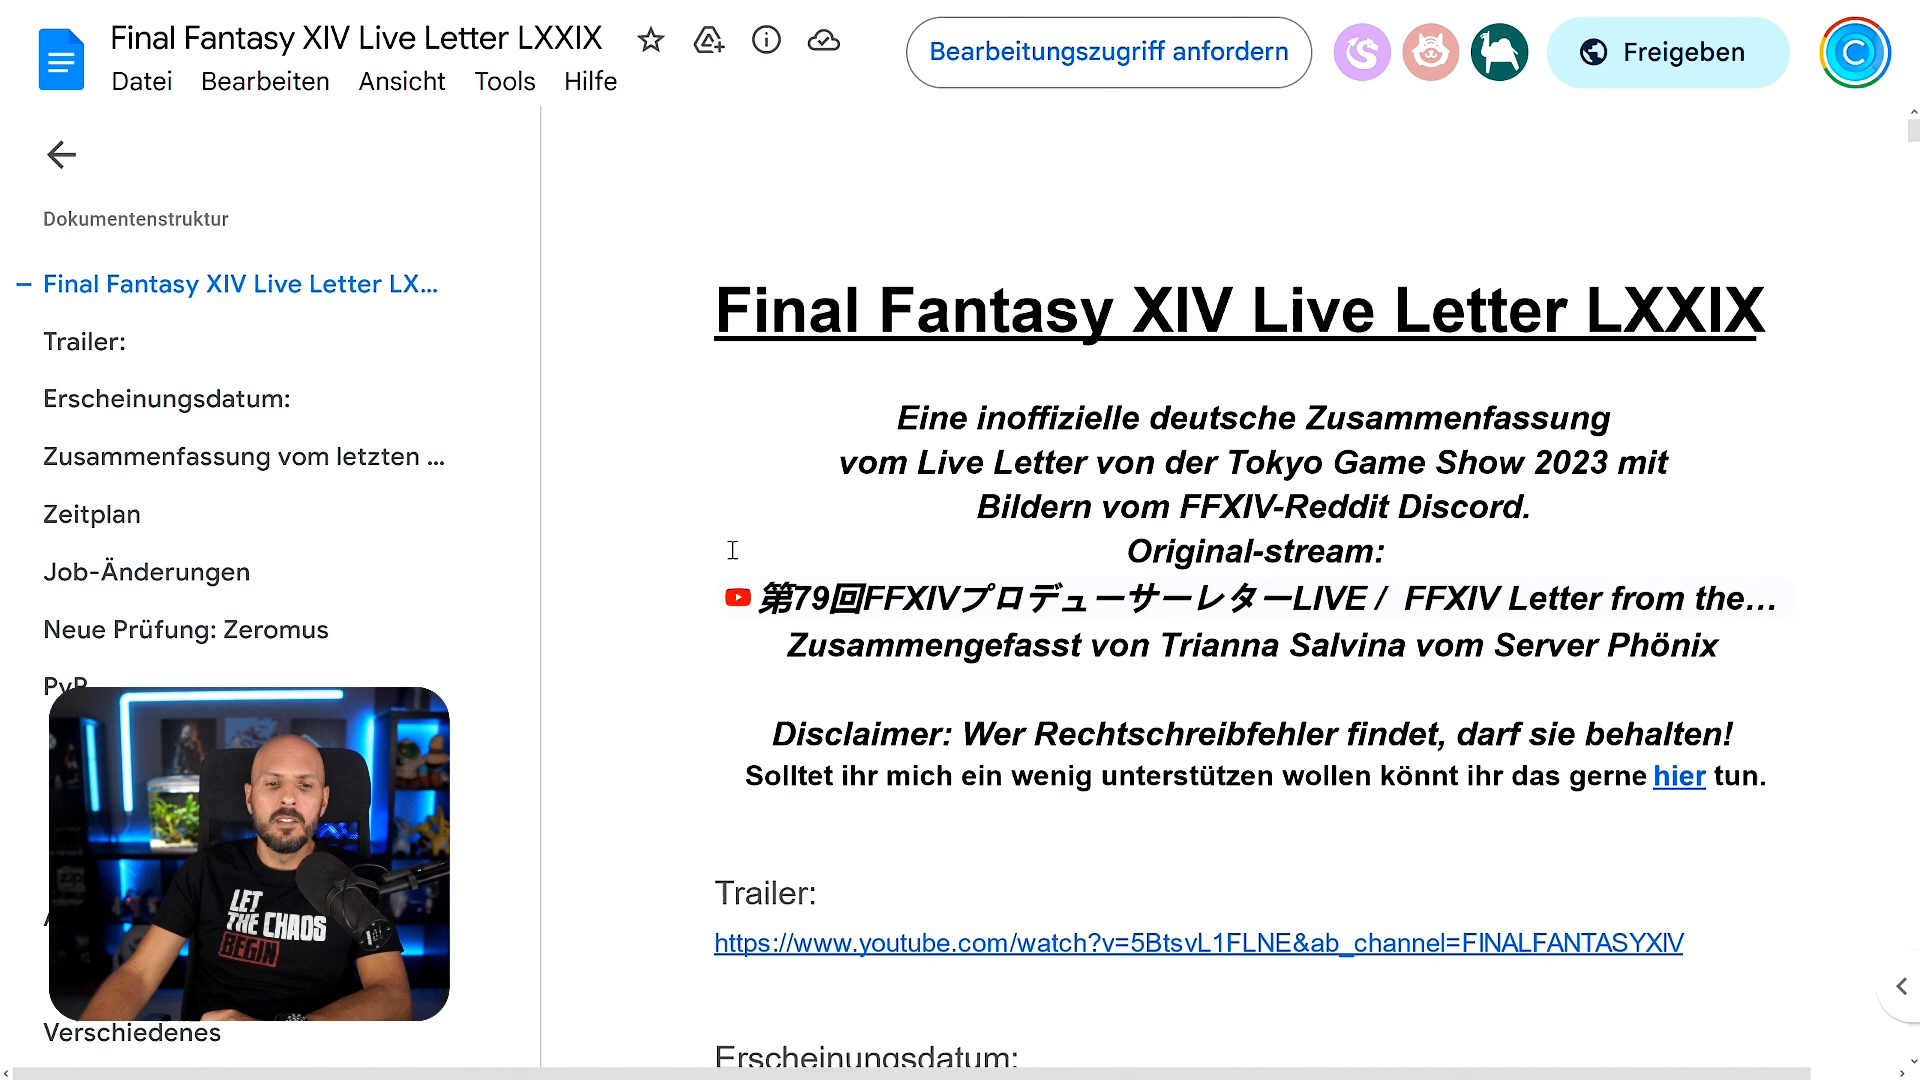 Final Fantasy XIV Live Letter LXXIX
Datei Bearbeiten Ansicht Tools Hilfe
Bearbeitungszugriff anfordern
Freigeben
Dokumentenstruktur
Final Fantasy XIV Live Letter LX...
Trailer:
Erscheinungsdatum:
Zusammenfassung vom letzten ...
Zeitplan
Job-Änderungen
Neue Prüfung: Zeromus
PvP
Verschiedenes
LET
THE CHAOS
BEGIN
Final Fantasy XIV Live Letter LXXIX
Eine inoffizielle deutsche Zusammenfassung
vom Live Letter von der Tokyo Game Show 2023 mit
Bildern vom FFXIV-Reddit Discord.
Original-stream:
第79回FFXIVプロデューサーレターLIVE / FFXIV Letter from the...
Zusammengefasst von Trianna Salvina vom Server Phönix
Disclaimer: Wer Rechtschreibfehler findet, darf sie behalten!
Solltet ihr mich ein wenig unterstützen wollen könnt ihr das gerne hier tun.
Trailer:
https://www.youtube.com/watch?v=5BtsvL1FLNE&ab_channel=FINALFANTASYXIV
Erscheinungsdatum: